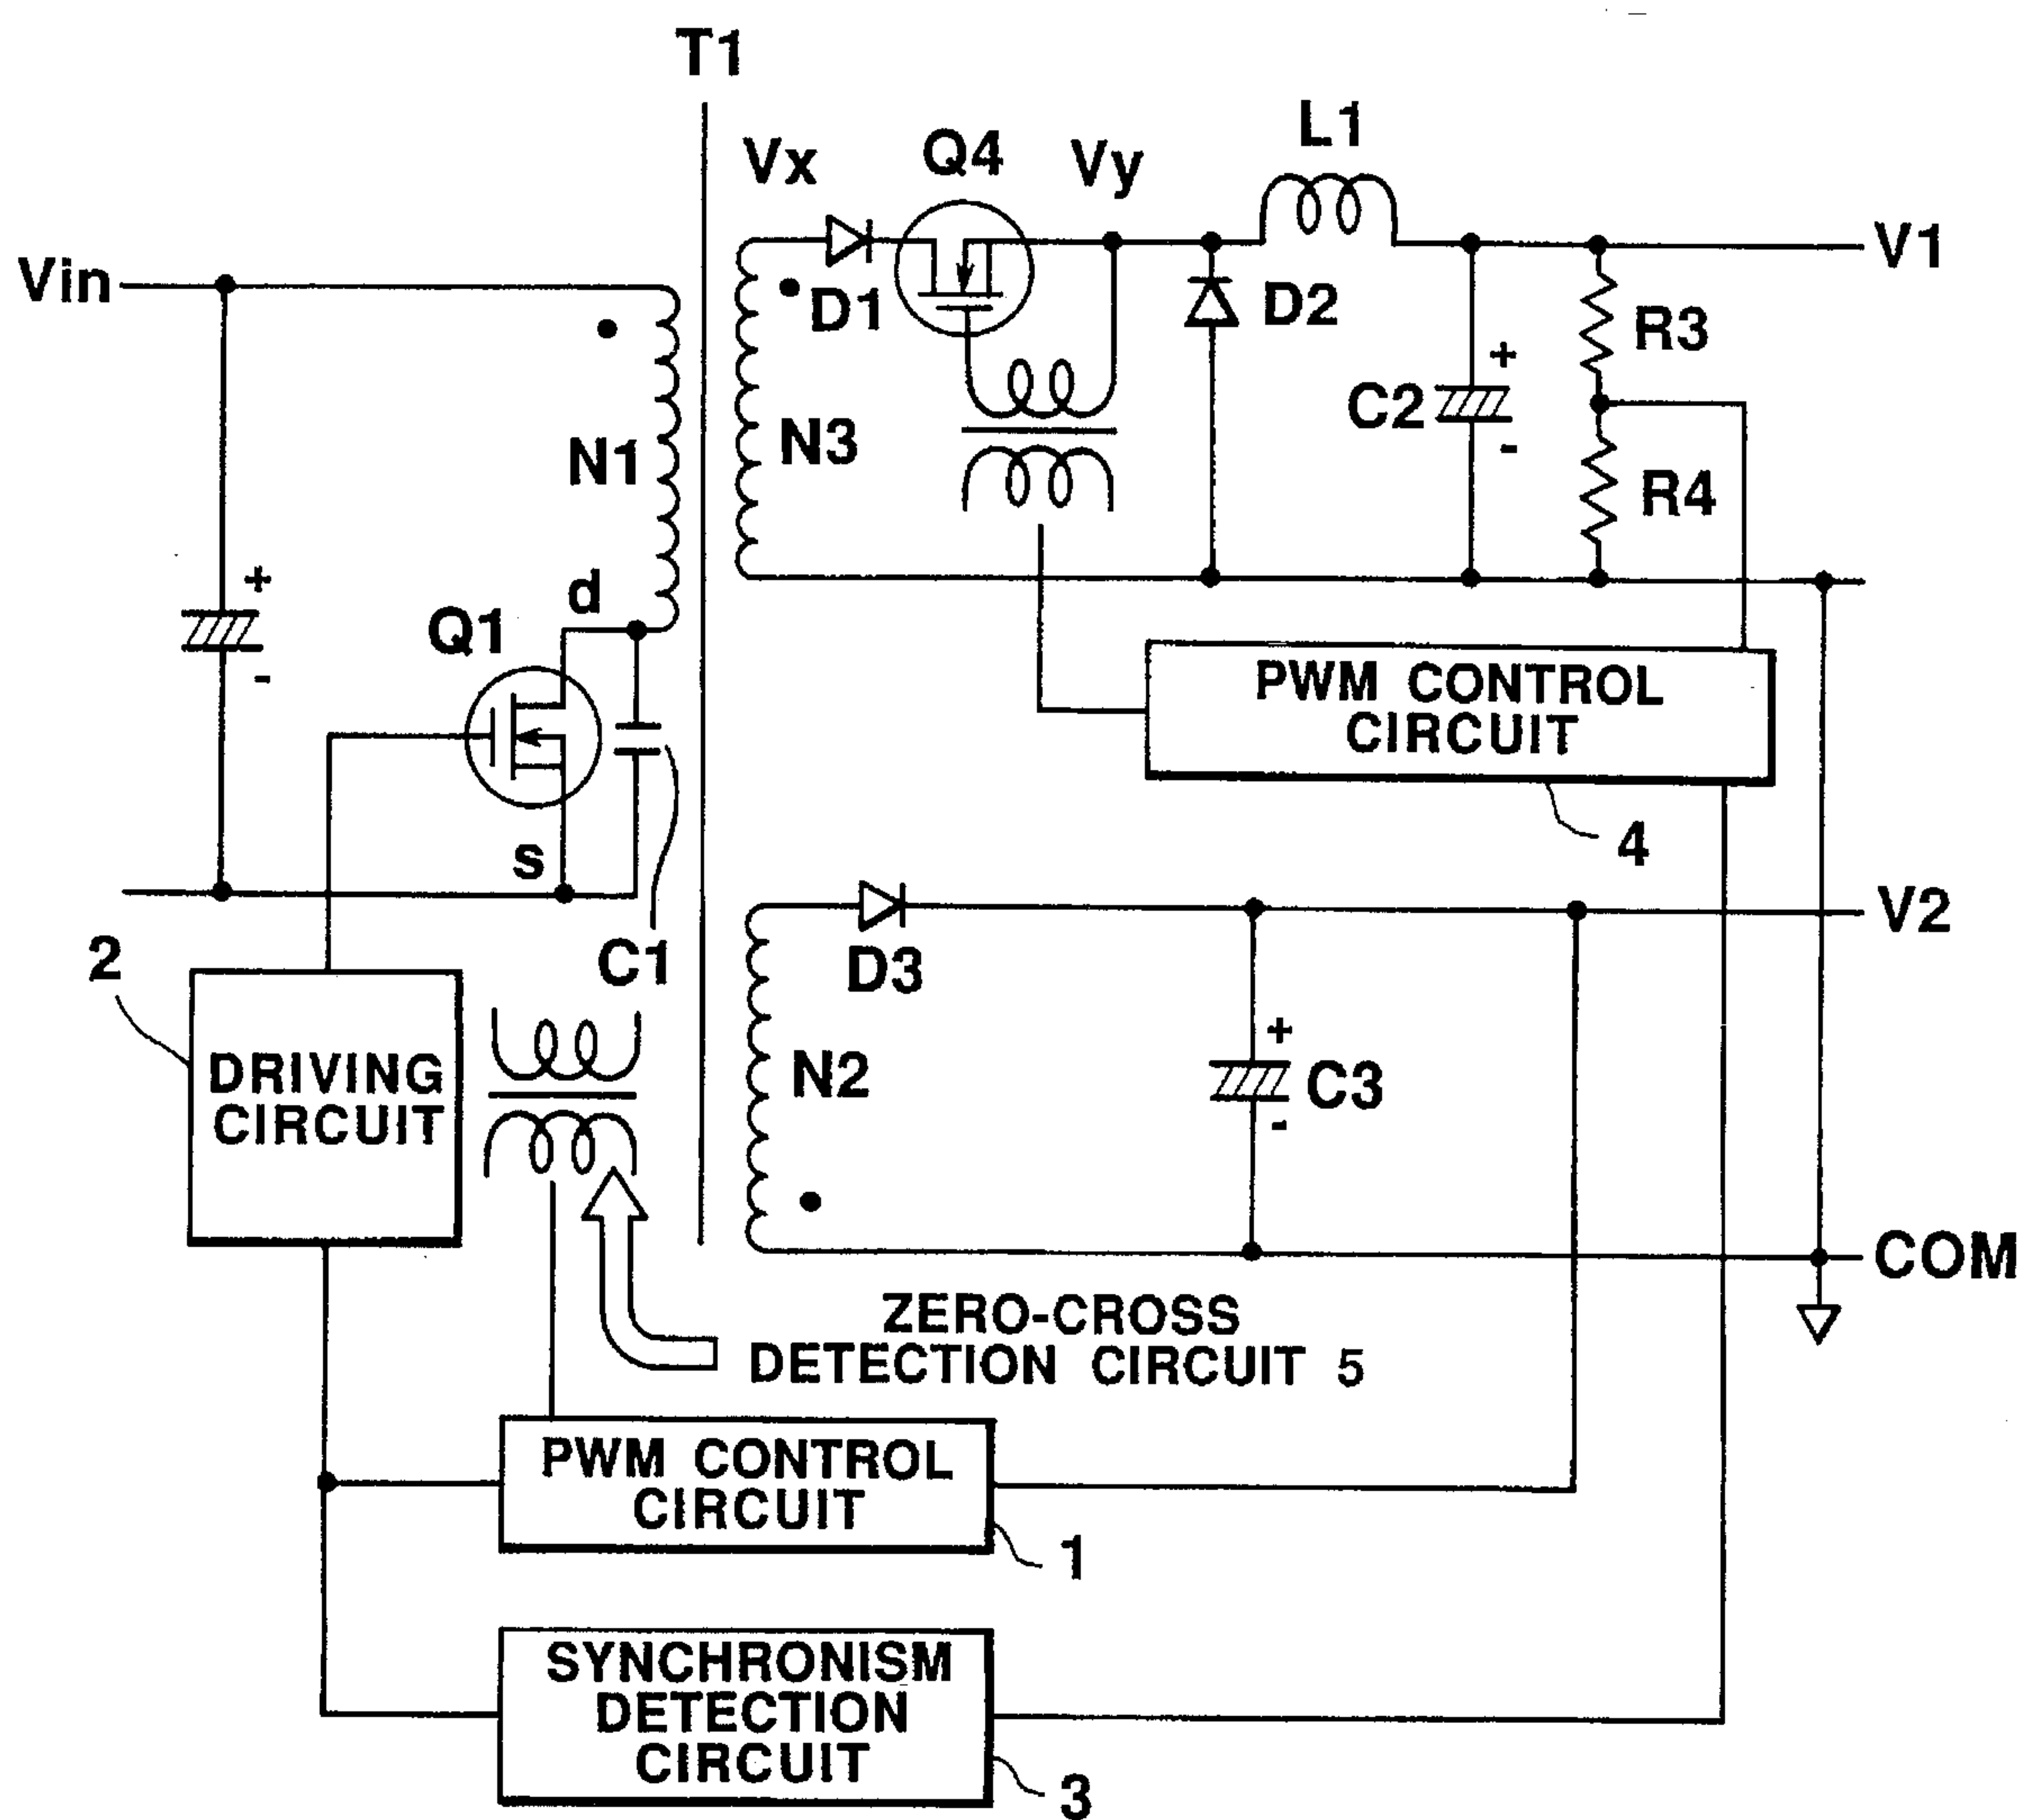 T1
Vx
Q4
Vy
L1
V1
Vin
D1
D2
R3
+
C2
-
N1
N3
R4
d
+
Q1
-
PWM CONTROL
CIRCUIT
4
s
V2
2
C1
D3
+
DRIVING
CIRCUIT
N2
C3
-
COM
ZERO-CROSS
DETECTION CIRCUIT 5
PWM CONTROL
CIRCUIT
1
SYNCHRONISM
DETECTION
CIRCUIT
3